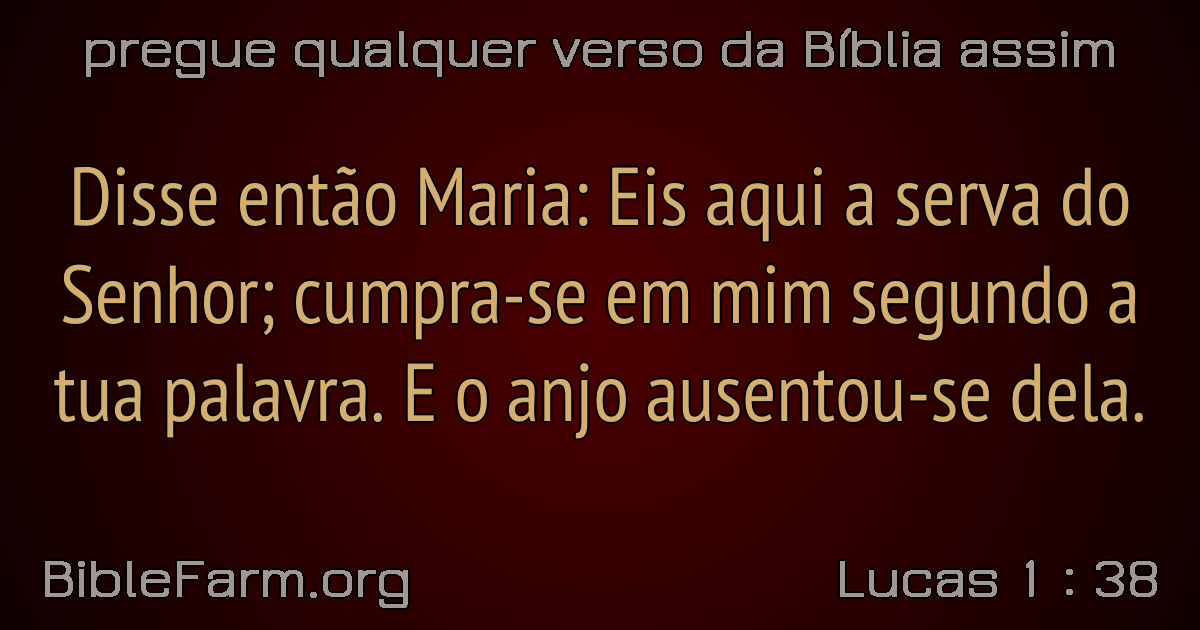 pregue qualquer verso da Bíblia assim
Disse então Maria: Eis aqui a serva do
Senhor; cumpra-se em mim segundo a
tua palavra. E o anjo ausentou-se dela.
BibleFarm.org
Lucas 1 : 38